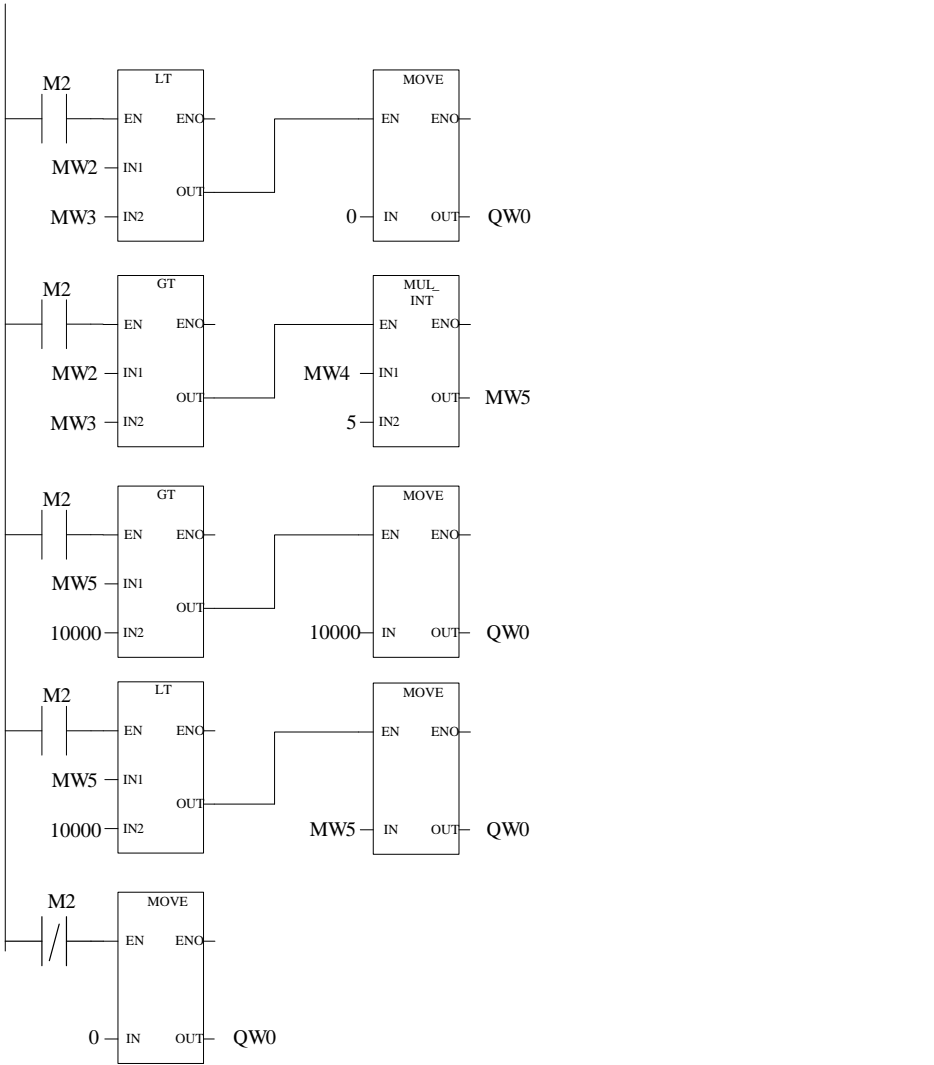 M2 LT MOVE
EN ENO EN ENO
MW2 IN1
OUT
MW3 IN2 0 IN OUT QW0
M2 GT MUL_
INT
EN ENO EN ENO
MW2 IN1 MW4 IN1
OUT OUT MW5
MW3 IN2 5 IN2
M2 GT MOVE
EN ENO EN ENO
MW5 IN1
OUT
10000 IN2 10000 IN OUT QW0
M2 LT MOVE
EN ENO EN ENO
MW5 IN1
OUT
10000 IN2 MW5 IN OUT QW0
M2 MOVE
EN ENO
0 IN OUT QW0